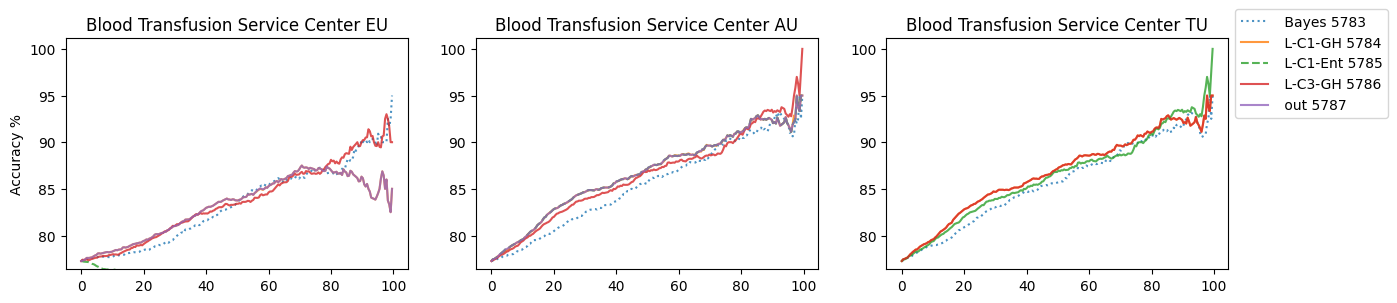 Blood Transfusion Service Center EU
Blood Transfusion Service Center AU
Blood Transfusion Service Center TU
Bayes 5783
L-C1-GH 5784
L-C1-Ent 5785
L-C3-GH 5786
out 5787
Accuracy %
100
95
90
85
80
0 20 40 60 80 100
100
95
90
85
80
0 20 40 60 80 100
100
95
90
85
80
0 20 40 60 80 100